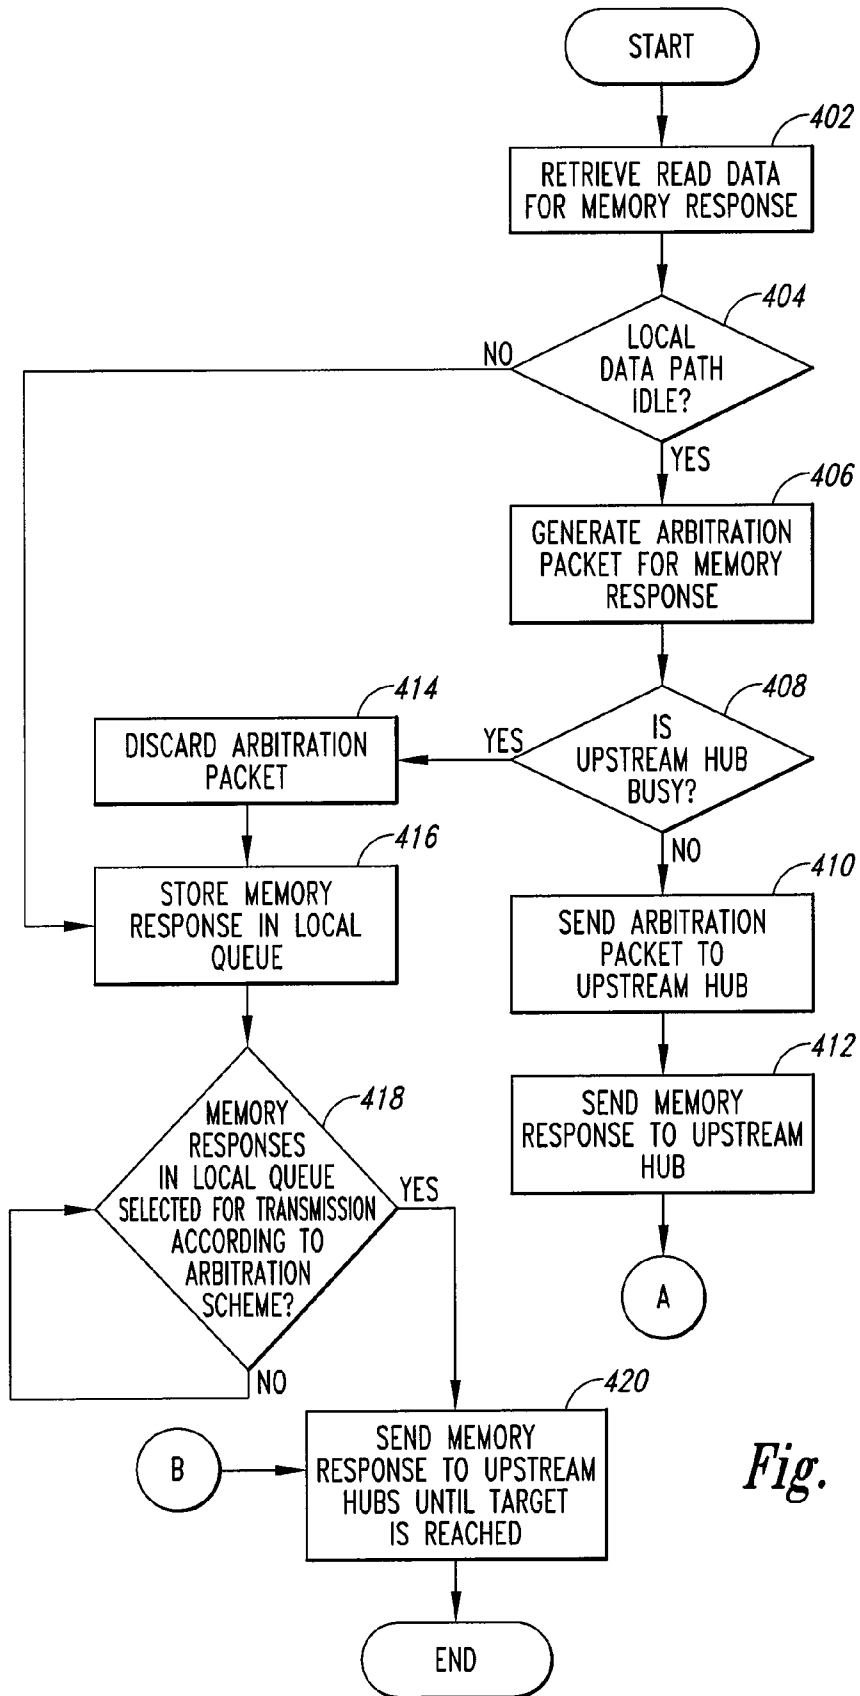 START
402
RETRIEVE READ DATA
FOR MEMORY RESPONSE
404
LOCAL
DATA PATH
IDLE?
NO
YES
406
GENERATE ARBITRATION
PACKET FOR MEMORY
RESPONSE
408
IS
UPSTREAM HUB
BUSY?
YES
NO
414
DISCARD ARBITRATION
PACKET
416
STORE MEMORY
RESPONSE IN LOCAL
QUEUE
410
SEND ARBITRATION
PACKET TO
UPSTREAM HUB
412
SEND MEMORY
RESPONSE TO UPSTREAM
HUB
A
418
MEMORY
RESPONSES
IN LOCAL QUEUE
SELECTED FOR TRANSMISSION
ACCORDING TO
ARBITRATION
SCHEME?
YES
NO
420
B
SEND MEMORY
RESPONSE TO UPSTREAM
HUBS UNTIL TARGET
IS REACHED
END
Fig.